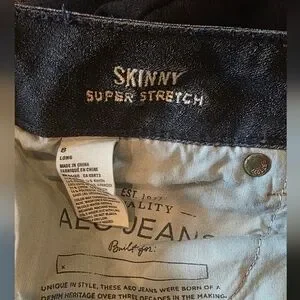 SKINNY
SUPER STRETCH
8
LONG
MADE IN CHINA
FABRIQUÉ EN CHINE
EST 1977
QUALITY
AEO JEANS
Built for:
x
UNIQUE IN STYLE, THESE AEO JEANS WERE BORN OF A
DENIM HERITAGE OVER THREE DECADES IN THE MAKING.